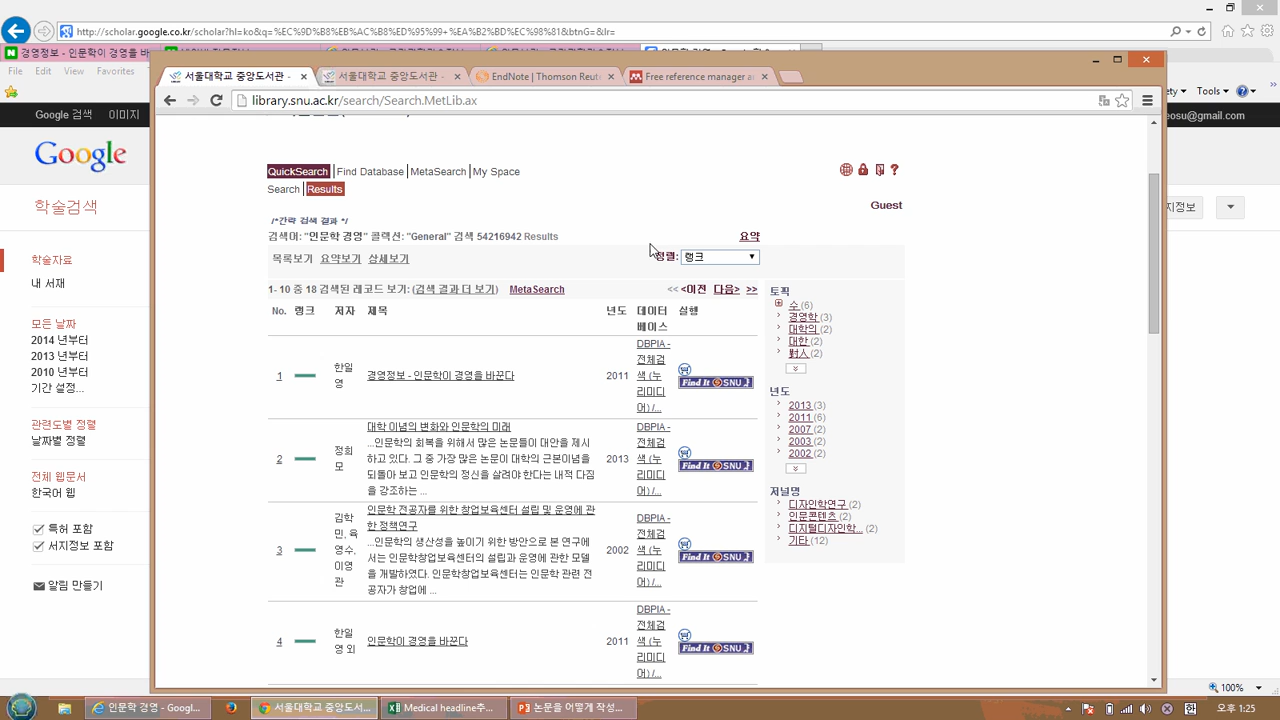 http://scholar.google.co.kr/scholar?hl=ko&q=%EC%9D%B8%EB%AC%B8%ED%95%99+%EA%B2%BD%EC%98%81&btnG=&lr=
경영정보 - 인문학이 경영을 바
File Edit View Favorites
서울대학교 중앙도서관 -
서울대학교 중앙도서관 -
EndNote | Thomson Reut
Free reference manager a
library.snu.ac.kr/search/Search.MetLib.ax
Tools
Google 검색 이미지
eosu@gmail.com
Google
학술검색
지정보
학술자료
내 서재
모든 날짜
2014 년부터
2013 년부터
2010 년부터
기간 설정...
관련도별 정렬
날짜별 정렬
전체 웹문서
한국어 웹
특허 포함
서지정보 포함
알림 만들기
QuickSearch Find Database MetaSearch My Space
Search Results
Guest
/*간략 검색 결과 */
검색어: "인문학 경영" 콜렉션: "General" 검색 54216942 Results
요약
목록보기 요약보기 상세보기
정렬: 랭크
1- 10 중 18 검색된 레코드 보기: (검색 결과 더 보기) MetaSearch
<< <이전 다음> >>
No. 랭크 저자 제목 년도 데이터베이스 실행
1 한일영 경영정보 - 인문학이 경영을 바꾼다 2011 DBPIA - 전체검색 (누리미디어) /... Find It @SNU
2 정희모 대학 이념의 변화와 인문학의 미래 2013 DBPIA - 전체검색 (누리미디어) /... Find It @SNU
...인문학의 회복을 위해서 많은 논문들이 대안을 제시
하고 있다. 그 중 가장 많은 논문이 대학의 근본이념을
되돌아 보고 인문학의 정신을 살려야 한다는 내적 다짐
을 강조하는 ...
3 김학민, 육영수, 이영관 인문학 전공자를 위한 창업보육센터 설립 및 운영에 관
한 정책연구 2002 DBPIA - 전체검색 (누리미디어) /... Find It @SNU
...인문학의 생산성을 높이기 위한 방안으로 본 연구에
서는 인문학창업보육센터의 설립과 운영에 관한 모델
을 개발하였다. 인문학창업보육센터는 인문학 관련 전
공자가 창업에 ...
4 한일영 외 인문학이 경영을 바꾼다 2011 DBPIA - 전체검색 (누리미디어) /... Find It @SNU
토픽
수 (6)
경영학 (3)
대학의 (2)
대한 (2)
對人 (2)
년도
2013 (3)
2011 (6)
2007 (2)
2003 (2)
2002 (2)
저널명
디자인학연구 (2)
인문콘텐츠 (2)
디지털디자인학... (2)
기타 (12)
100%
인문학 경영 - Googl...
서울대학교 중앙도서...
Medical headline주...
논문을 어떻게 작성...
오후 1:25